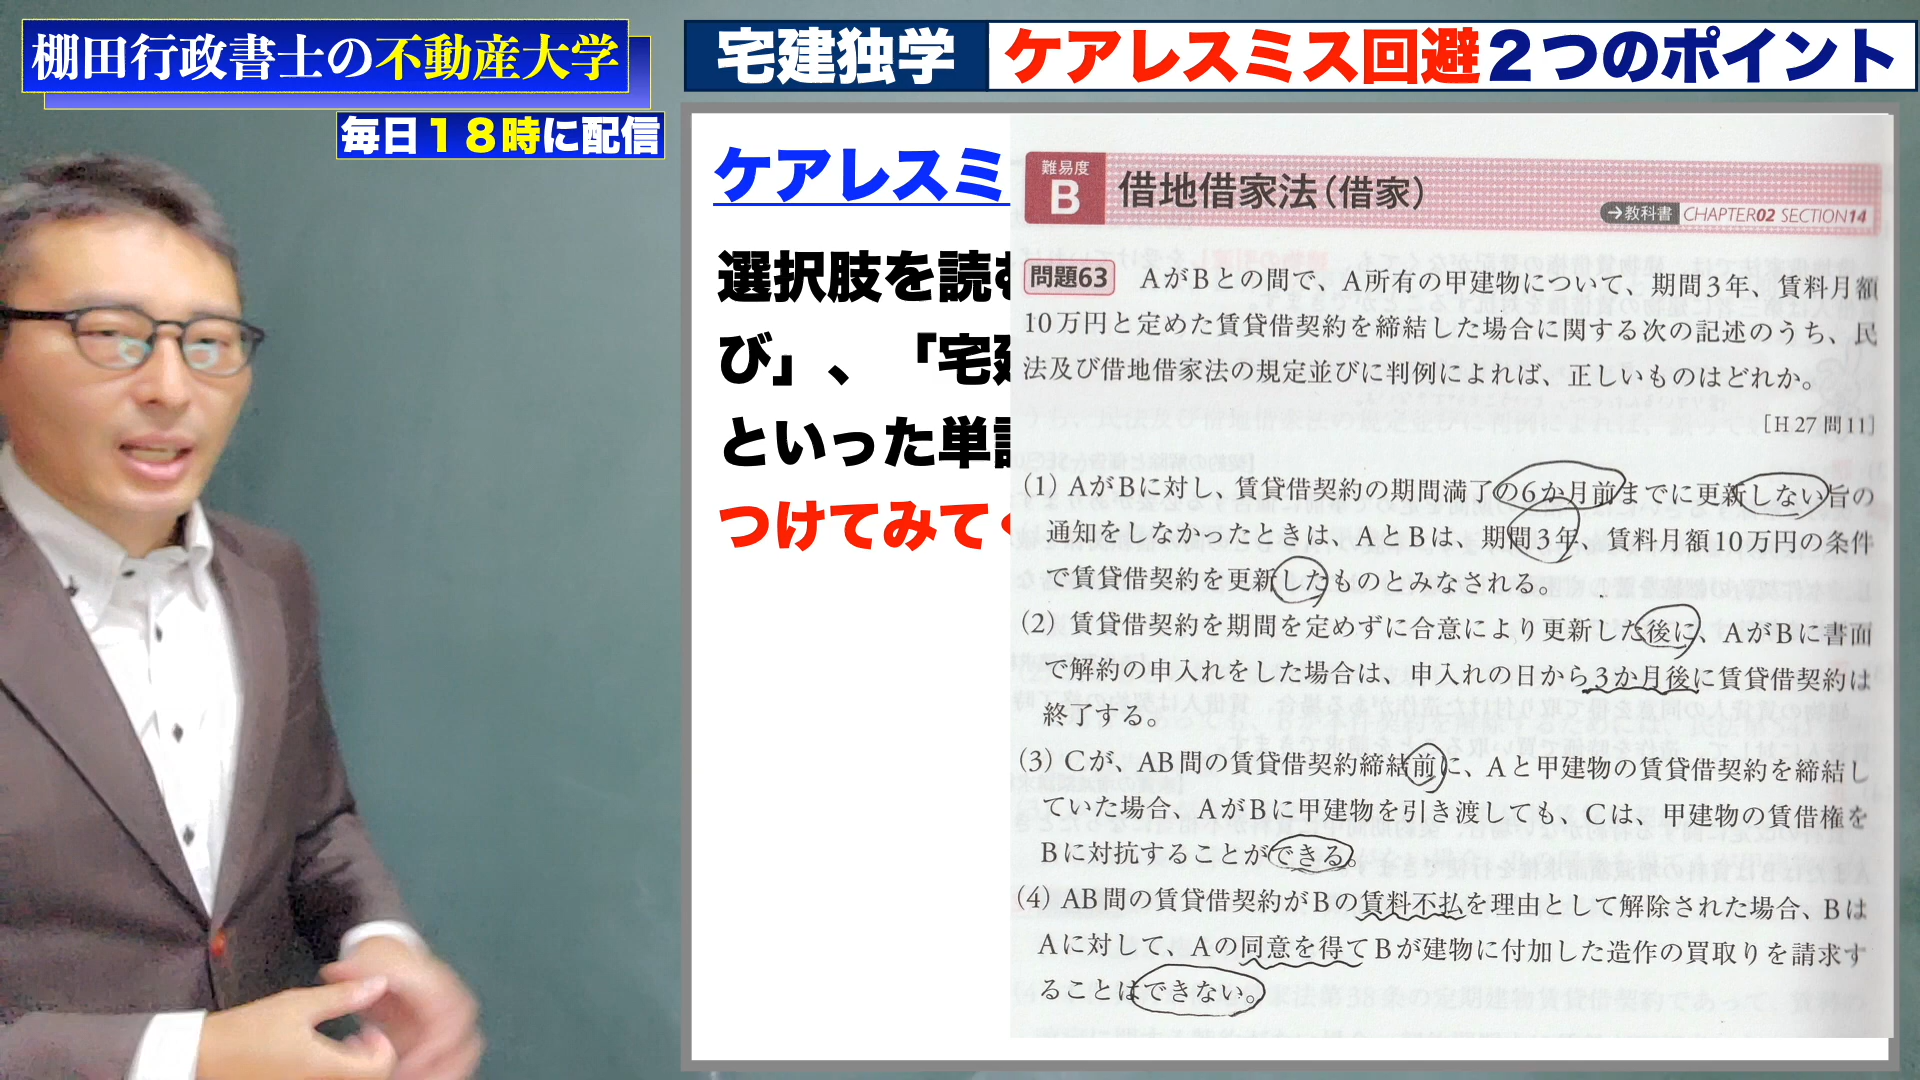 棚田行政書士の不動産大学
毎日18時に配信
宅建独学
ケアレスミス回避2つのポイント
ケアレスミ
選択肢を読む
び」、「宅建
といった単語
つけてみてく
難易度
B
借地借家法(借家)
→教科書 CHAPTER02 SECTION14
問題63 AがBとの間で、A所有の甲建物について、期間3年、賃料月額
10万円と定めた賃貸借契約を締結した場合に関する次の記述のうち、民
法及び借地借家法の規定並びに判例によれば、正しいものはどれか。
[H27問11]
(1) AがBに対し、賃貸借契約の期間満了の6か月前までに更新しない旨の
通知をしなかったときは、AとBは、期間3年、賃料月額10万円の条件
で賃貸借契約を更新したものとみなされる。
(2) 賃貸借契約を期間を定めずに合意により更新した後に、AがBに書面
で解約の申入れをした場合は、申入れの日から3か月後に賃貸借契約は
終了する。
(3) Cが、AB間の賃貸借契約締結前に、Aと甲建物の賃貸借契約を締結し
ていた場合、AがBに甲建物を引き渡しても、Cは、甲建物の賃借権を
Bに対抗することができる。
(4) AB間の賃貸借契約がBの賃料不払を理由として解除された場合、Bは
Aに対して、Aの同意を得てBが建物に付加した造作の買取りを請求す
ることはできない。